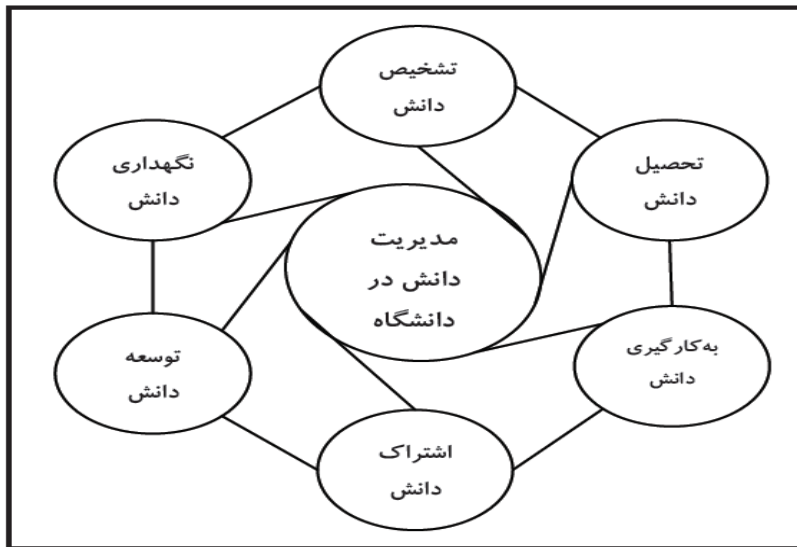 تشخیص
دانش
تحصیل
دانش
نگهداری
دانش
مدیریت
دانش در
دانشگاه
به‌کارگیری
دانش
توسعه
دانش
اشتراک
دانش